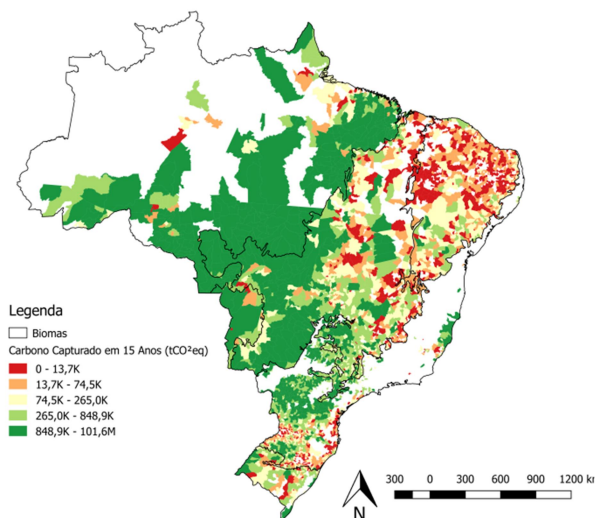 Legenda
Biomas
Carbono Capturado em 15 Anos (tCO²eq)
0 - 13,7K
13,7K - 74,5K
74,5K - 265,0K
265,0K - 848,9K
848,9K - 101,6M
300 0 300 600 900 1200 kr
N